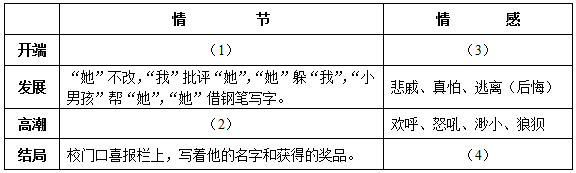 情 节 情 感
开端 （1） （3）
发展 “她”不改，“我”批评“她”，“她”躲“我”，“小男孩”帮“她”，“她”借钢笔写字。 悲戚、真怕、逃离（后悔）
高潮 （2） 欢呼、怒吼、渺小、狼狈
结局 校门口喜报栏上，写着他的名字和获得的奖品。 （4）